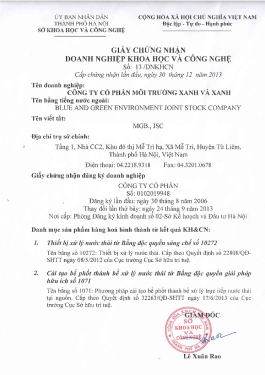 ỦY BAN NHÂN DÂN
THÀNH PHỐ HÀ NỘI
SỞ KHOA HỌC VÀ CÔNG NGHỆ
CỘNG HÒA XÃ HỘI CHỦ NGHĨA VIỆT NAM
Độc lập - Tự do - Hạnh phúc
GIẤY CHỨNG NHẬN
DOANH NGHIỆP KHOA HỌC VÀ CÔNG NGHỆ
Số: 13 /DNKHCN
Cấp chứng nhận lần đầu, ngày 30 tháng 12 năm 2013
Tên doanh nghiệp:
CÔNG TY CỔ PHẦN MÔI TRƯỜNG XANH VÀ XANH
Tên bằng tiếng nước ngoài:
BLUE AND GREEN ENVIRONMENT JOINT STOCK COMPANY
Tên viết tắt:
MGB., JSC
Địa chỉ trụ sở chính:
Tầng 1, Nhà CC2, Khu đô thị Mễ Trì hạ, Xã Mễ Trì, Huyện Từ Liêm,
Thành phố Hà Nội, Việt Nam
Điện thoại: 04.2218.9318 Fax: 04.3201.0678
Giấy chứng nhận đăng ký doanh nghiệp
CÔNG TY CỔ PHẦN
Số: 0102019948
Đăng ký lần đầu: ngày 30 tháng 8 năm 2006
Thay đổi lần thứ bảy: ngày 24 tháng 9 năm 2013
Nơi cấp: Phòng Đăng ký kinh doanh số 02-Sở Kế hoạch và Đầu tư Hà Nội
Danh mục sản phẩm hàng hoá hình thành từ kết quả KH&CN:
1. Thiết bị xử lý nước thải từ Bằng độc quyền sáng chế số 10272
Tên bằng số 10272: Thiết bị xử lý nước thải. Cấp theo Quyết định số 22808/QĐ-
SHTT ngày 08/5/2012 của Cục trưởng Cục Sở hữu trí tuệ.
2. Cải tạo bể phốt thành bể xử lý nước thải từ Bằng độc quyền giải pháp
hữu ích số 1071
Tên bằng số 1071: Phương pháp cải tạo bể phốt thành bể xử lý trực tiếp nước thải
tại nguồn. Cấp theo Quyết định số 32263/QĐ-SHTT ngày 17/6/2013 của Cục
trưởng Cục Sở hữu trí tuệ.
GIÁM ĐỐC
SỞ
KHOA HỌC
VÀ
CÔNG NGHỆ
Lê Xuân Rao